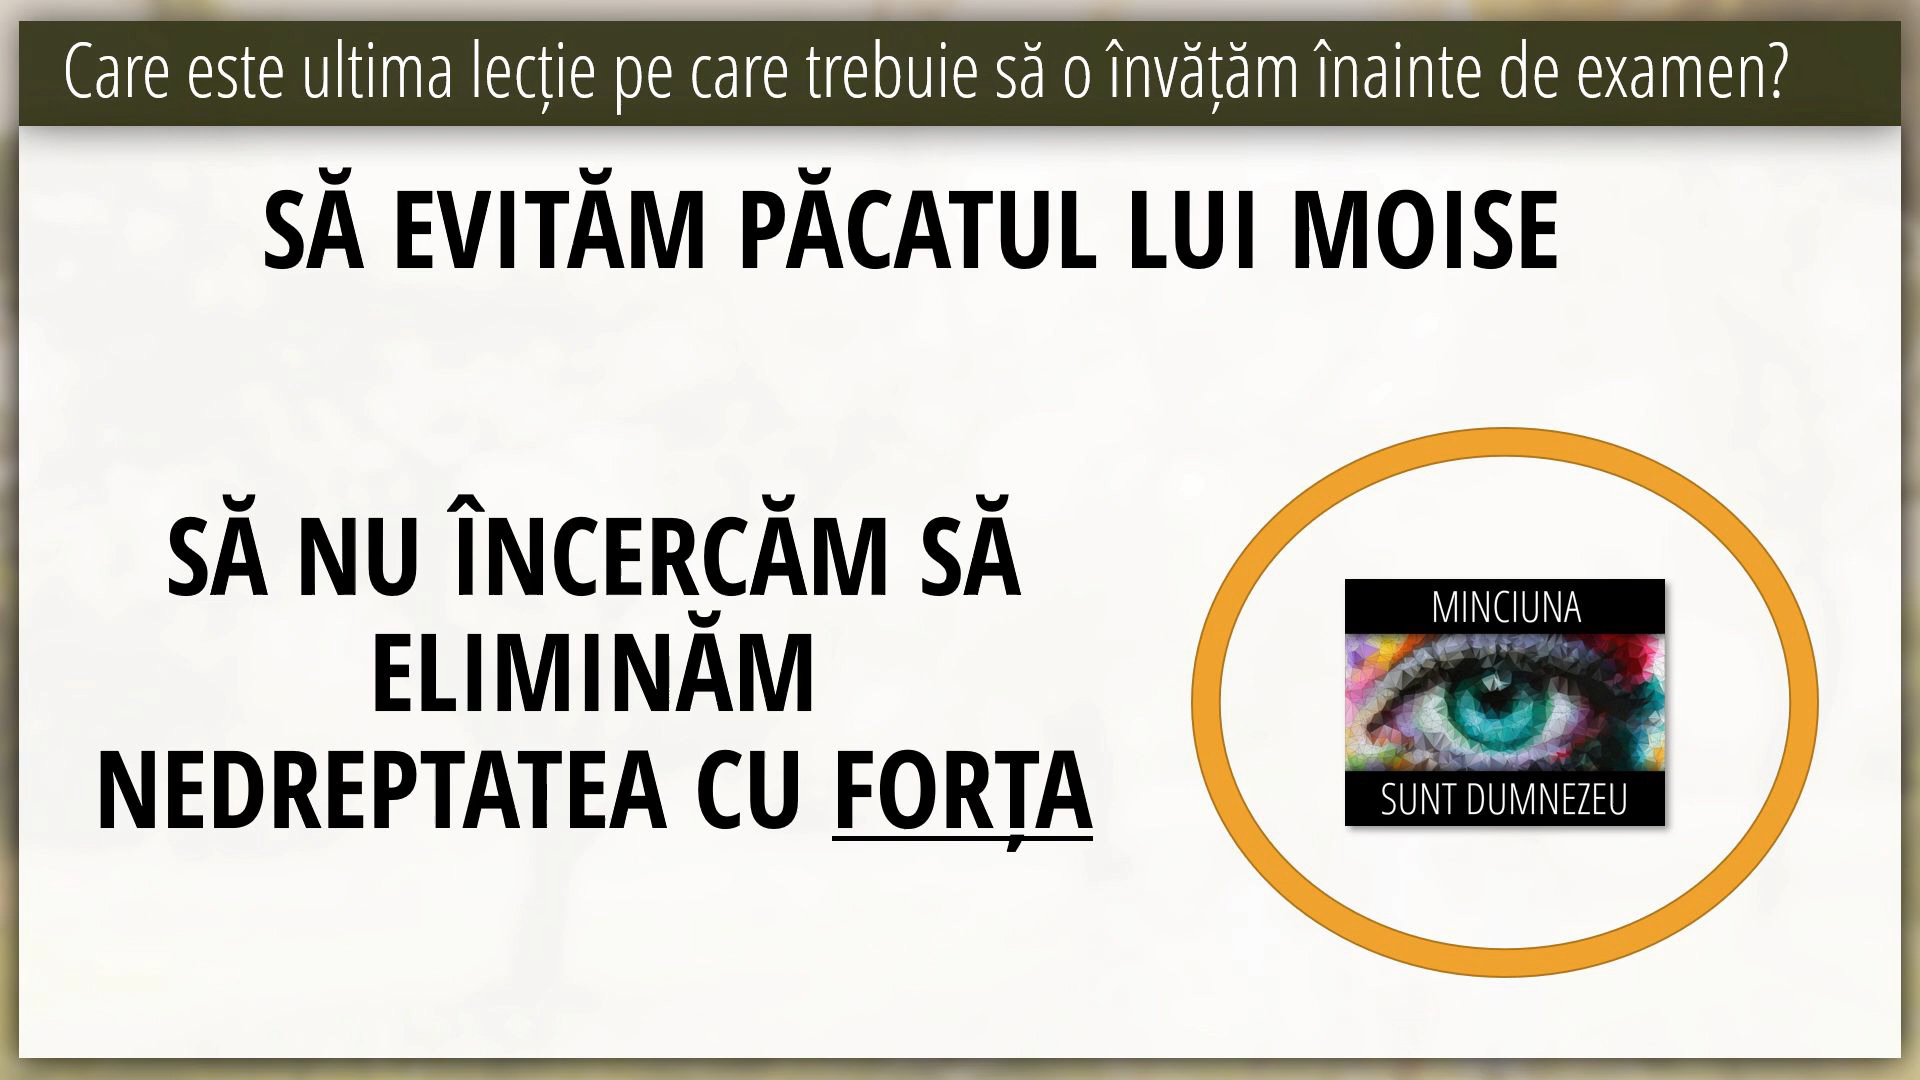 Care este ultima lecție pe care trebuie să o învățăm înainte de examen?
SĂ EVITĂM PĂCATUL LUI MOISE
SĂ NU ÎNCERCĂM SĂ
ELIMINĂM
NEDREPTATEA CU FORȚA
MINCIUNA
SUNT DUMNEZEU